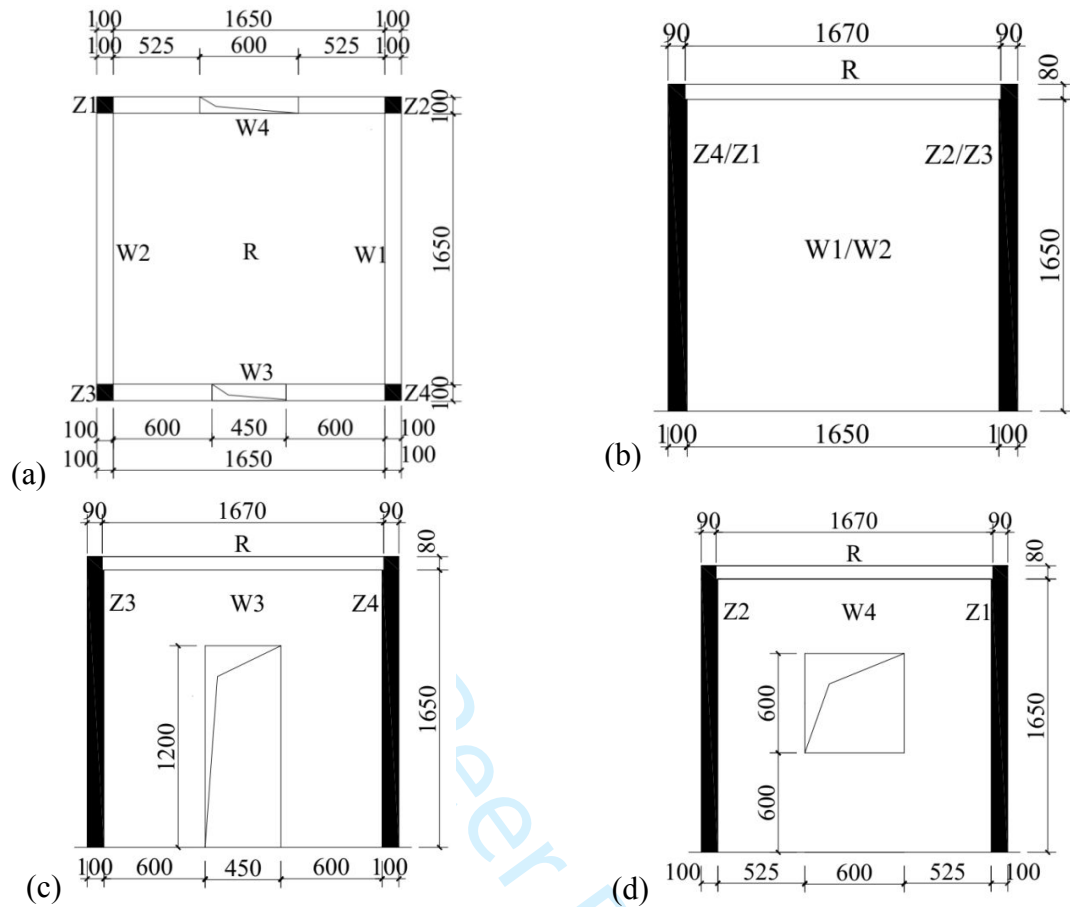 100 1650 100
100 525 600 525 100
Z1 Z2 100
W4
W2 R W1 1650
W3
Z3 Z4 100
100 600 450 600 100
100 1650 100
(a)
90 1670 90
R 80
Z4/Z1 Z2/Z3
W1/W2 1650
100 1650 100
(b)
90 1670 90
R 80
Z3 W3 Z4
1200 1650
100 600 450 600 100
(c)
90 1670 90
R 80
Z2 W4 Z1
600 1650
600
100 525 600 525 100
(d)
eer